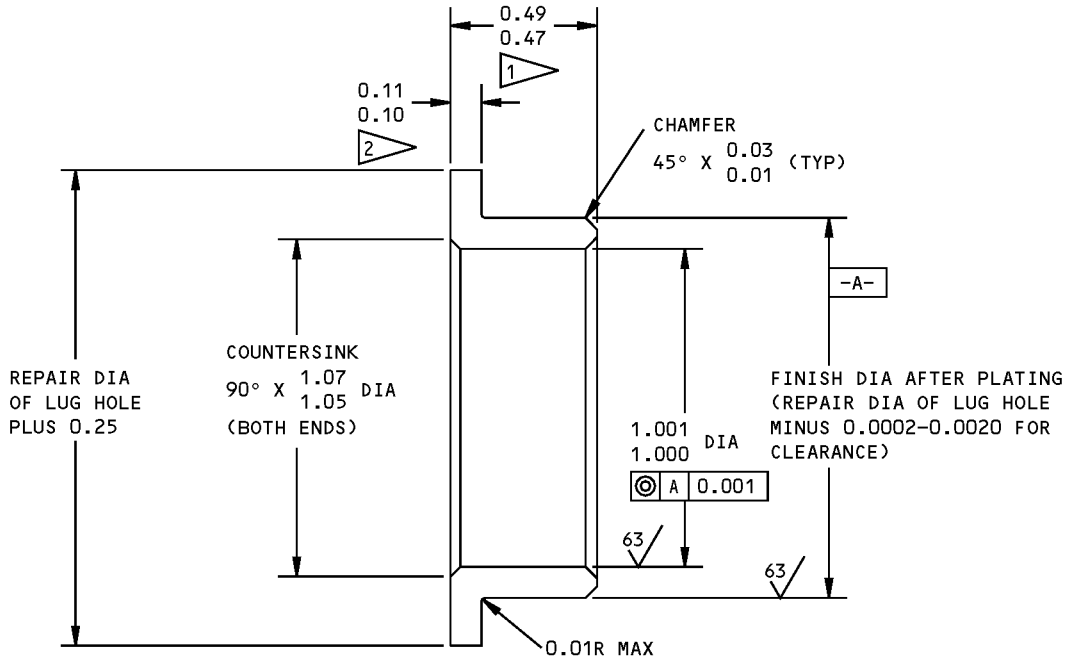 0.49
0.47
1
0.11
0.10
2
CHAMFER
45° X 0.03 (TYP)
0.01
-A-
COUNTERSINK
90° X 1.07 DIA
1.05
(BOTH ENDS)
REPAIR DIA
OF LUG HOLE
PLUS 0.25
FINISH DIA AFTER PLATING
(REPAIR DIA OF LUG HOLE
MINUS 0.0002-0.0020 FOR
CLEARANCE)
1.001 DIA
1.000
◎ A 0.001
63
63
0.01R MAX